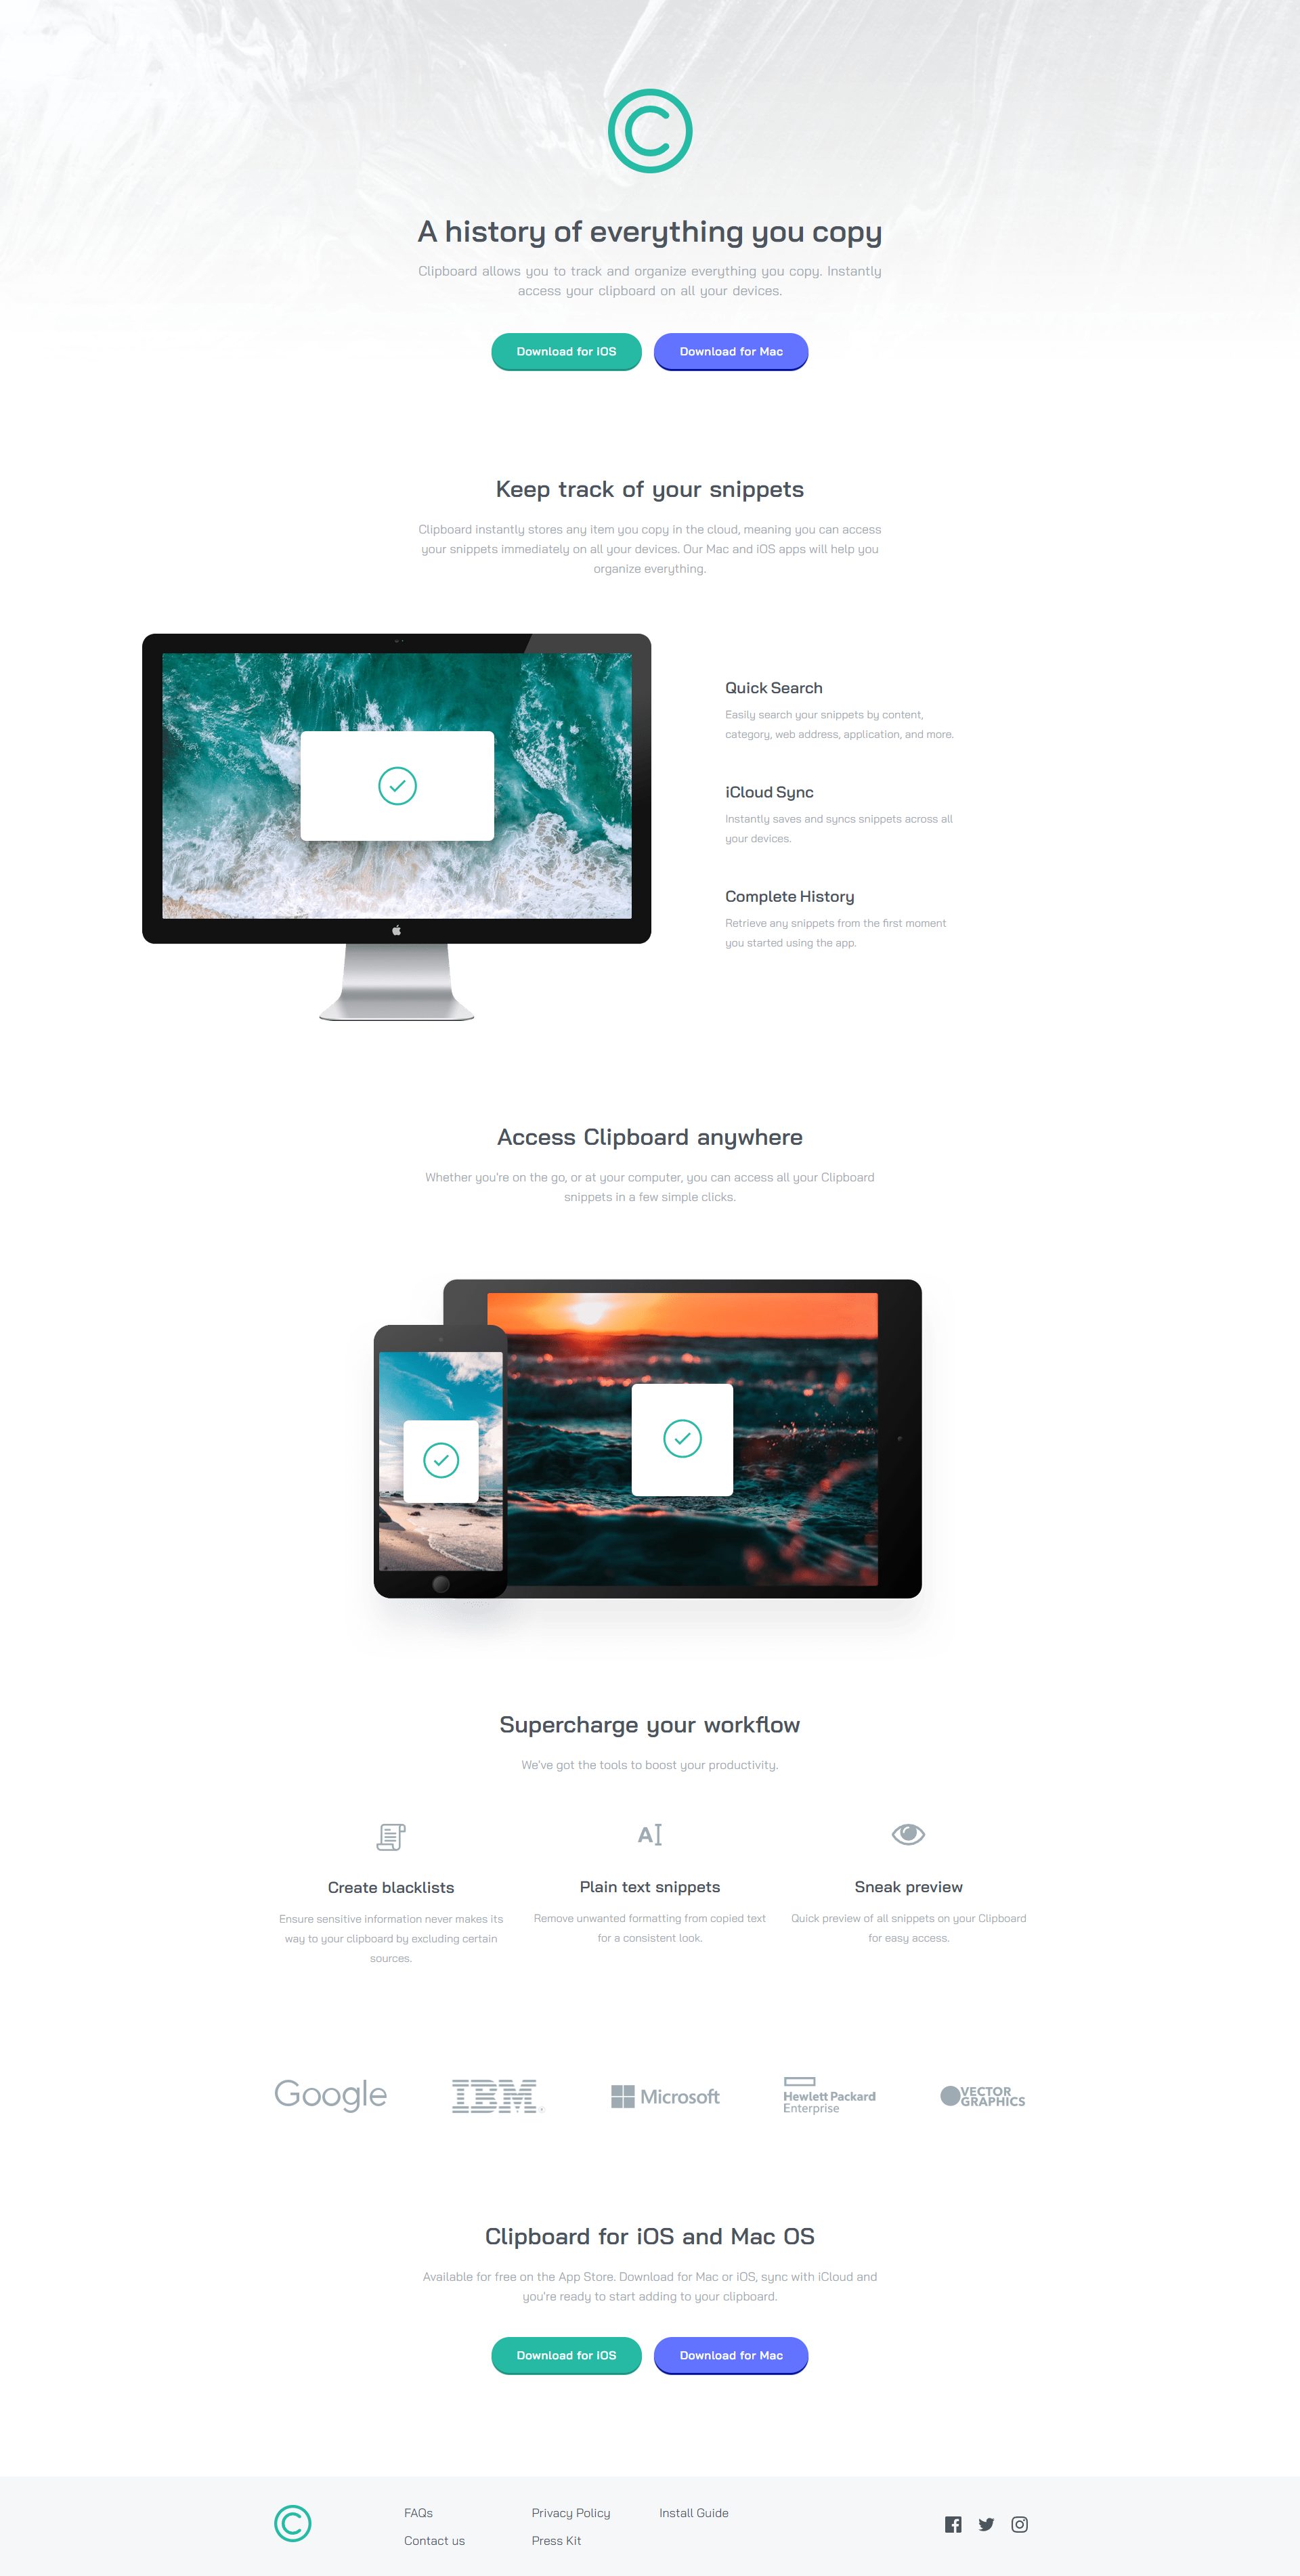 A history of everything you copy
Clipboard allows you to track and organize everything you copy. Instantly
access your clipboard on all your devices.
Download for iOS
Download for Mac
Keep track of your snippets
Clipboard instantly stores any item you copy in the cloud, meaning you can access
your snippets immediately on all your devices. Our Mac and iOS apps will help you
organize everything.
Quick Search
Easily search your snippets by content,
category, web address, application, and more.
iCloud Sync
Instantly saves and syncs snippets across all
your devices.
Complete History
Retrieve any snippets from the first moment
you started using the app.
Access Clipboard anywhere
Whether you're on the go, or at your computer, you can access all your Clipboard
snippets in a few simple clicks.
Supercharge your workflow
We've got the tools to boost your productivity.
Create blacklists
Ensure sensitive information never makes its
way to your clipboard by excluding certain
sources.
Plain text snippets
Remove unwanted formatting from copied text
for a consistent look.
Sneak preview
Quick preview of all snippets on your Clipboard
for easy access.
Google
IBM
Microsoft
Hewlett Packard
Enterprise
VECTOR
GRAPHICS
Clipboard for iOS and Mac OS
Available for free on the App Store. Download for Mac or iOS, sync with iCloud and
you're ready to start adding to your clipboard.
Download for iOS
Download for Mac
FAQs
Contact us
Privacy Policy
Press Kit
Install Guide